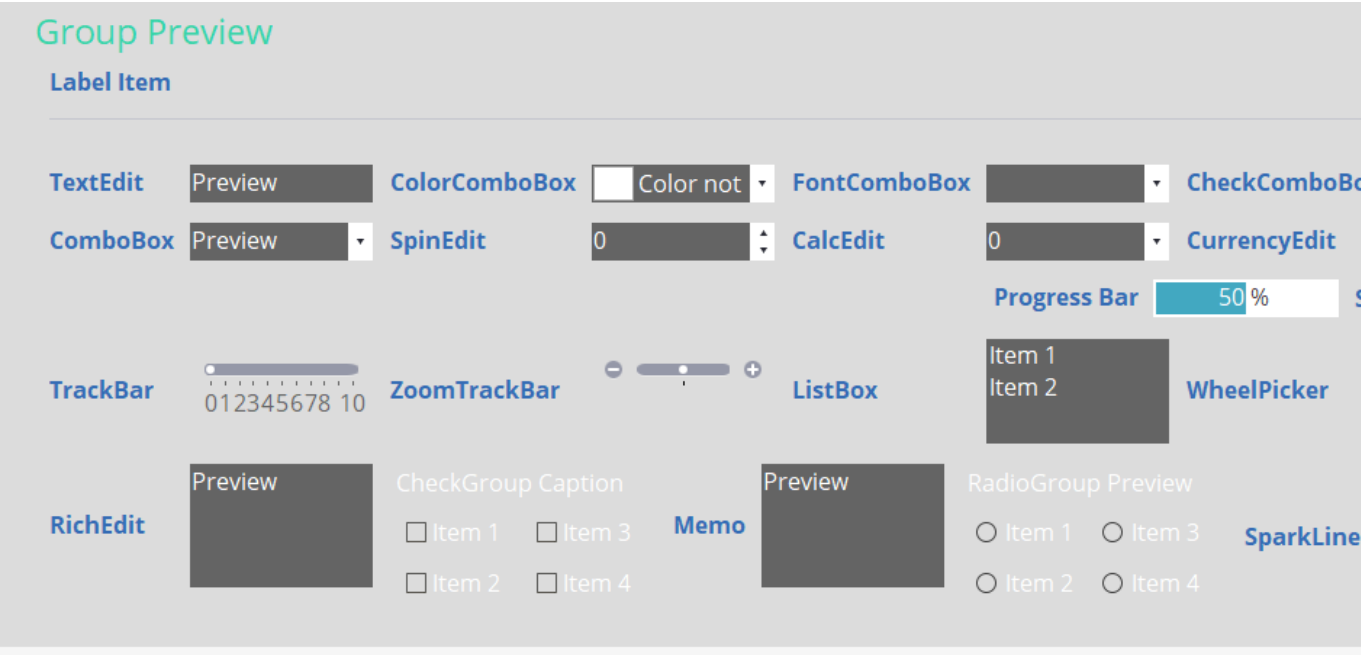 Group Preview
Label Item
TextEdit Preview ColorComboBox Color not FontComboBox CheckComboBo
ComboBox Preview SpinEdit 0 CalcEdit 0 CurrencyEdit
Progress Bar 50 % S
TrackBar 012345678 10 ZoomTrackBar ListBox Item 1 Item 2 WheelPicker
RichEdit Preview CheckGroup Caption Memo Preview RadioGroup Preview SparkLine
Item 1 Item 3 Item 1 Item 3
Item 2 Item 4 Item 2 Item 4